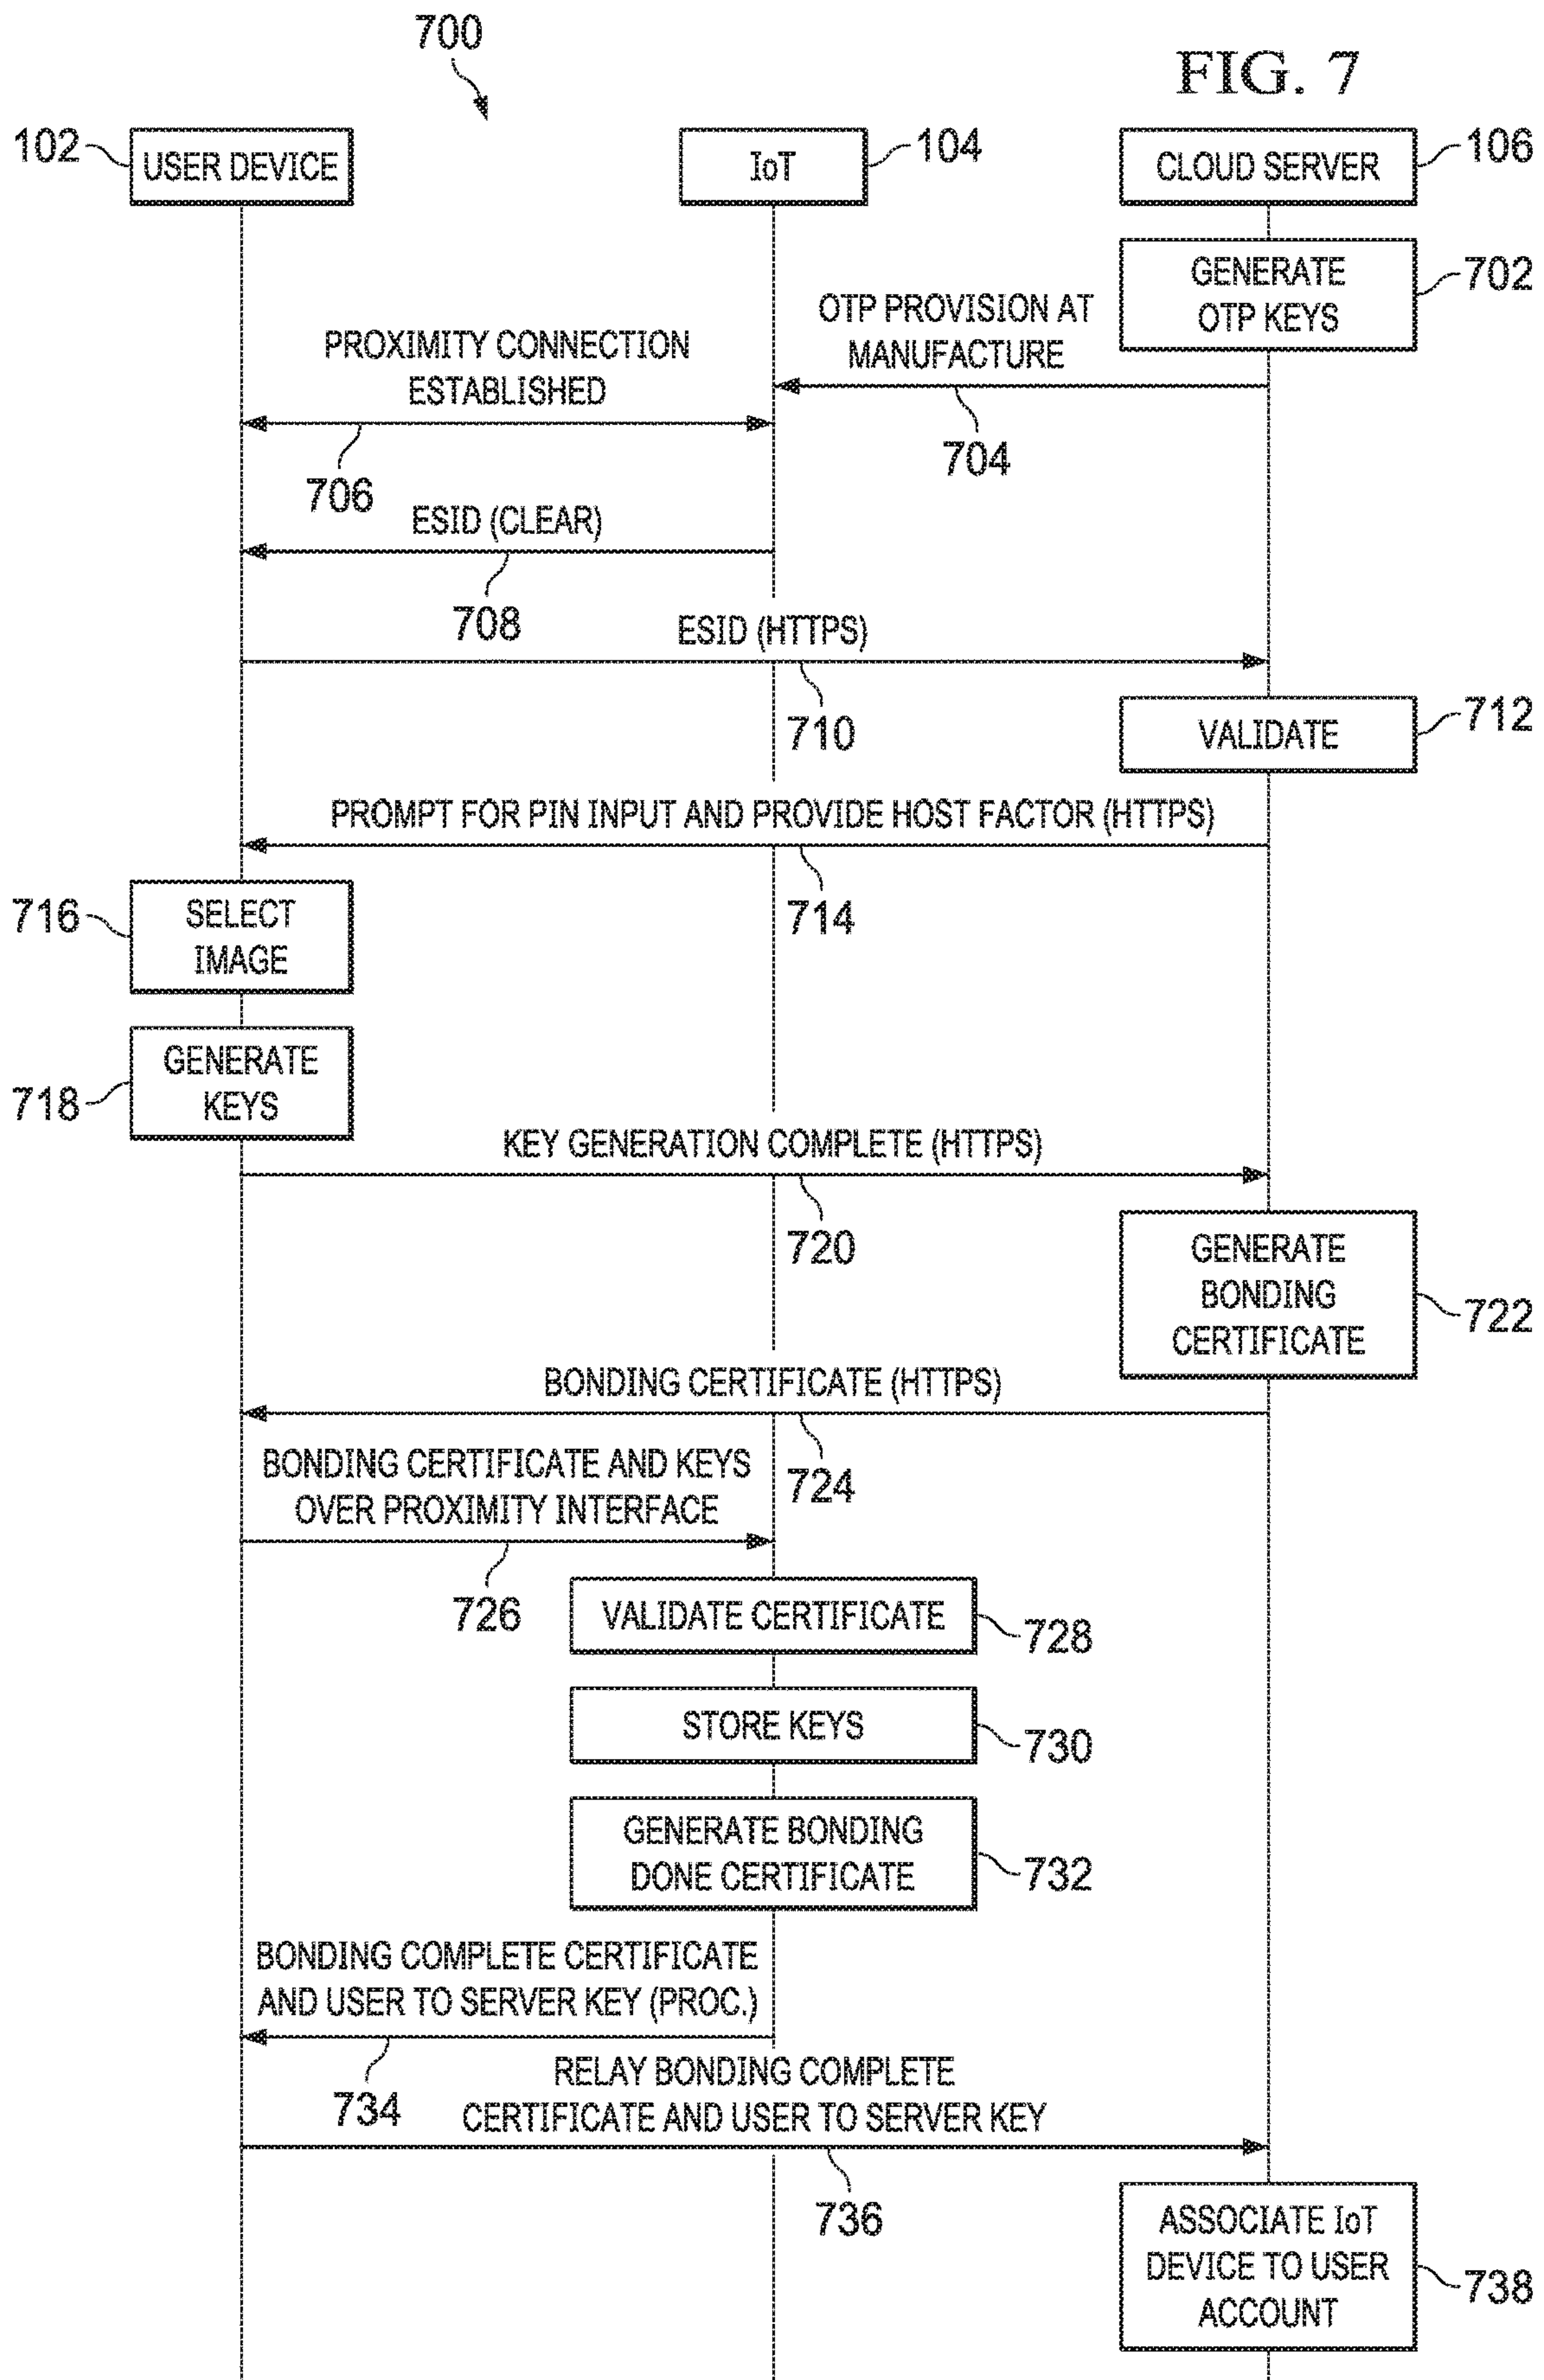 700
FIG. 7
102
USER DEVICE
IoT
104
CLOUD SERVER
106
GENERATE
OTP KEYS
702
OTP PROVISION AT
MANUFACTURE
704
PROXIMITY CONNECTION
ESTABLISHED
706
ESID (CLEAR)
708
ESID (HTTPS)
710
VALIDATE
712
PROMPT FOR PIN INPUT AND PROVIDE HOST FACTOR (HTTPS)
714
716
SELECT
IMAGE
718
GENERATE
KEYS
KEY GENERATION COMPLETE (HTTPS)
720
GENERATE
BONDING
CERTIFICATE
722
BONDING CERTIFICATE (HTTPS)
724
BONDING CERTIFICATE AND KEYS
OVER PROXIMITY INTERFACE
726
VALIDATE CERTIFICATE
728
STORE KEYS
730
GENERATE BONDING
DONE CERTIFICATE
732
BONDING COMPLETE CERTIFICATE
AND USER TO SERVER KEY (PROC.)
734
RELAY BONDING COMPLETE
CERTIFICATE AND USER TO SERVER KEY
736
ASSOCIATE IoT
DEVICE TO USER
ACCOUNT
738